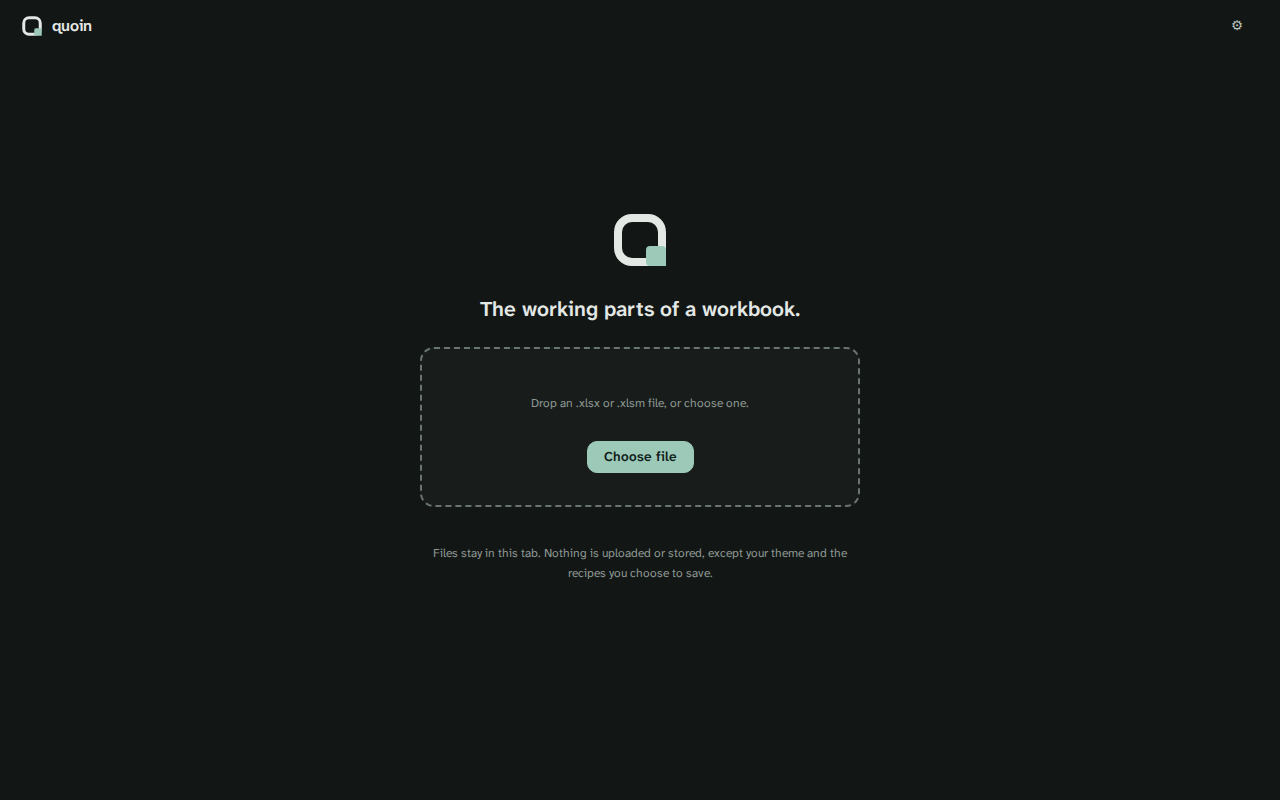 quoin
The working parts of a workbook.
Drop an .xlsx or .xlsm file, or choose one.
Choose file
Files stay in this tab. Nothing is uploaded or stored, except your theme and the
recipes you choose to save.